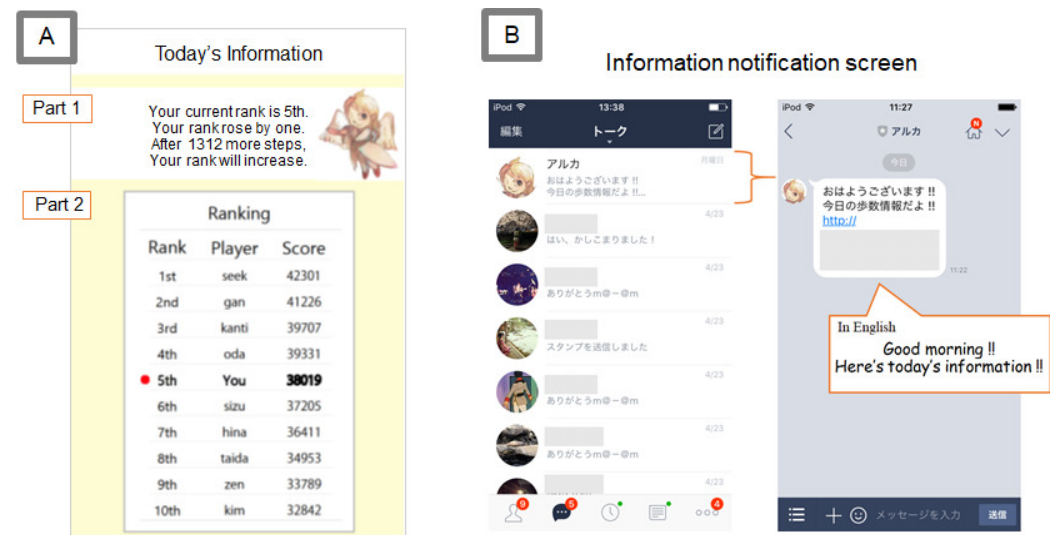 A
Today's Information
Part 1
Your current rank is 5th.
Your rank rose by one.
After 1312 more steps,
Your rank will increase.
Part 2
Ranking
Rank Player Score
1st seek 42301
2nd gan 41226
3rd kanti 39707
4th oda 39331
5th You 38019
6th sizu 37205
7th hina 36411
8th taida 34953
9th zen 33789
10th kim 32842
B
Information notification screen
iPod 13:38
編集 トーク
アルカ 月曜日
おはようございます!!
今日の歩数情報だよ!!...
4/23
はい、かしこまりました!
4/23
ありがとうm@ー@m
4/23
スタンプを送信しました
4/23
ありがとうm@ー@m
4/23
ありがとうm@ー@m
4/23
9 5 4
iPod 11:27
アルカ N
今日
おはようございます!!
今日の歩数情報だよ!!
http://
11:22
In English
Good morning !!
Here's today's information !!
メッセージを入力 送信